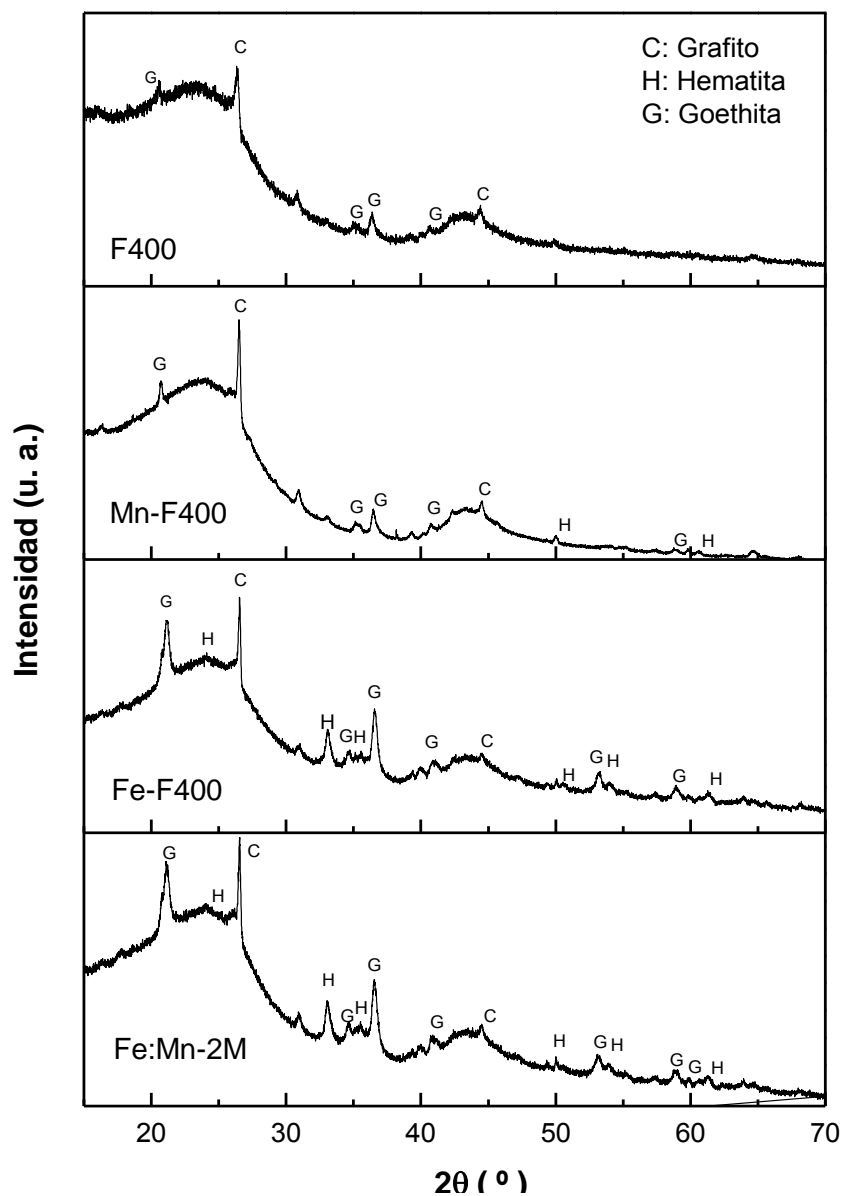 C: Grafito
H: Hematita
G: Goethita
G C G G G C
F400
G C G G G C H G H
Mn-F400
G H C H G H G G C H G H G H
Fe-F400
G H C H G H G G C H G H G G H
Fe:Mn-2M
Intensidad (u. a.)
20 30 40 50 60 70
2θ ( º )